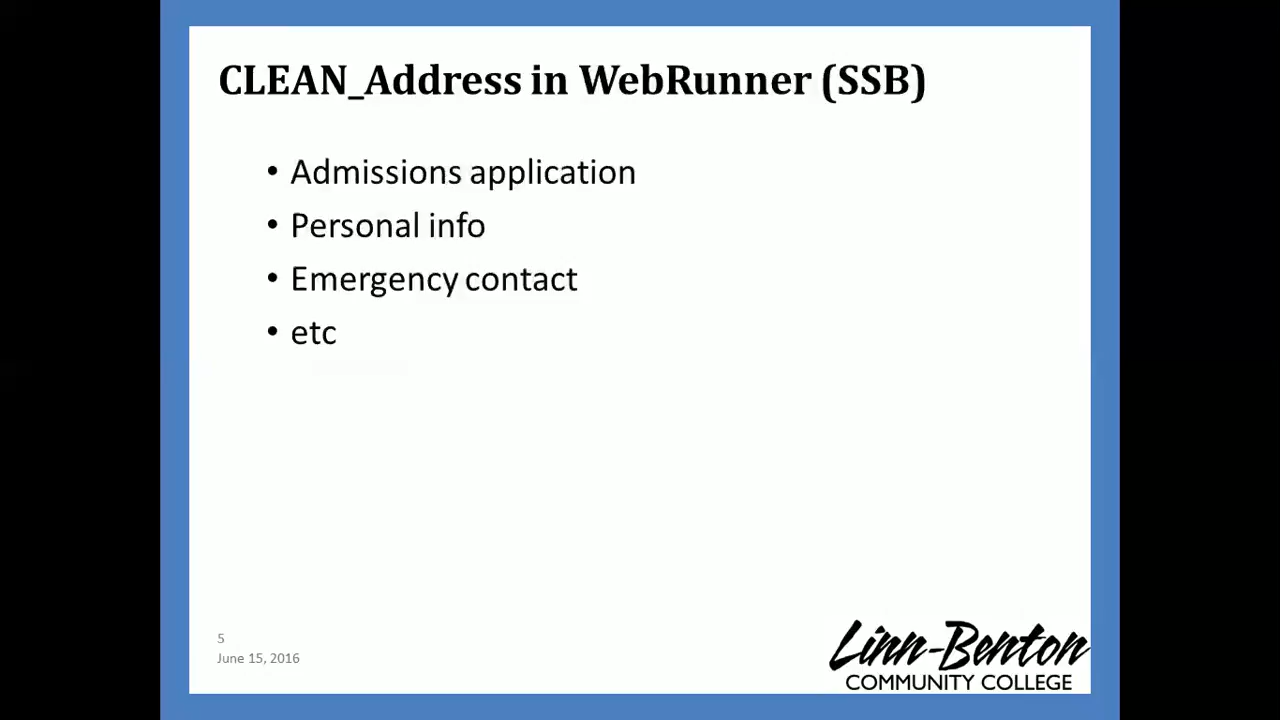 CLEAN_Address in WebRunner (SSB)
• Admissions application
• Personal info
• Emergency contact
• etc
5
June 15, 2016
Linn-Benton
COMMUNITY COLLEGE